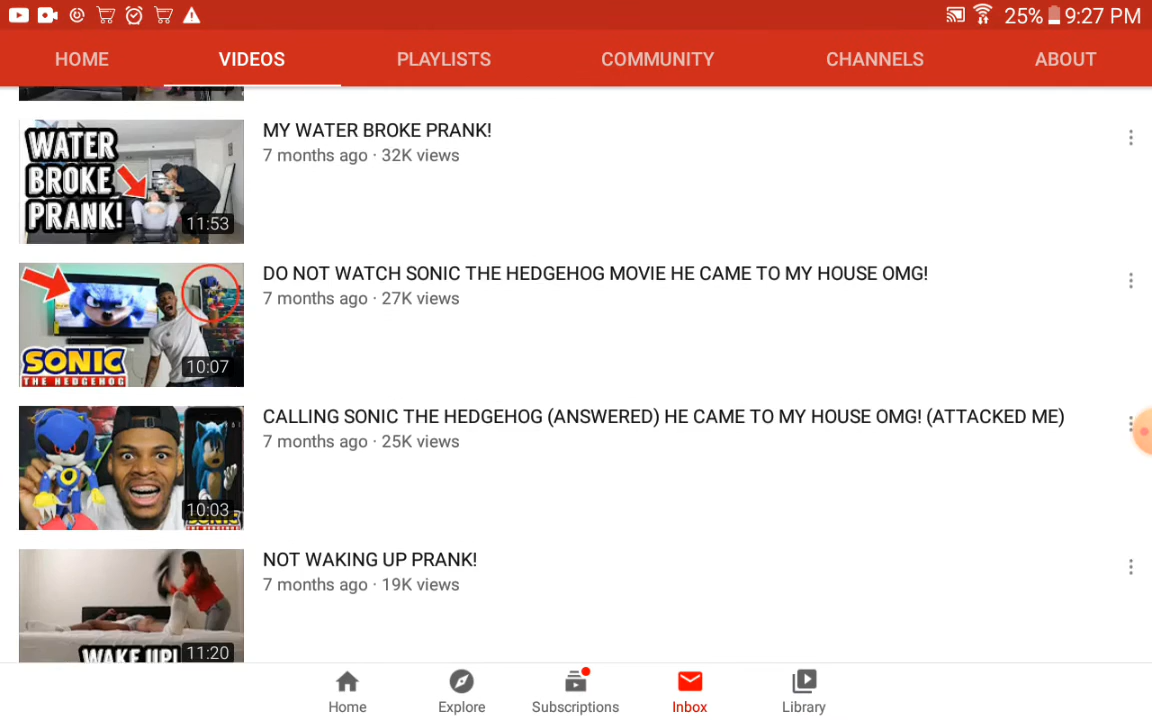 25% 9:27 PM
HOME VIDEOS PLAYLISTS COMMUNITY CHANNELS ABOUT
WATER
BROKE
PRANK!
11:53
MY WATER BROKE PRANK!
7 months ago · 32K views
SONIC
THE HEDGEHOG
10:07
DO NOT WATCH SONIC THE HEDGEHOG MOVIE HE CAME TO MY HOUSE OMG!
7 months ago · 27K views
10:03
SONIC
CALLING SONIC THE HEDGEHOG (ANSWERED) HE CAME TO MY HOUSE OMG! (ATTACKED ME)
7 months ago · 25K views
WAKE UP!
11:20
NOT WAKING UP PRANK!
7 months ago · 19K views
Home Explore Subscriptions Inbox Library